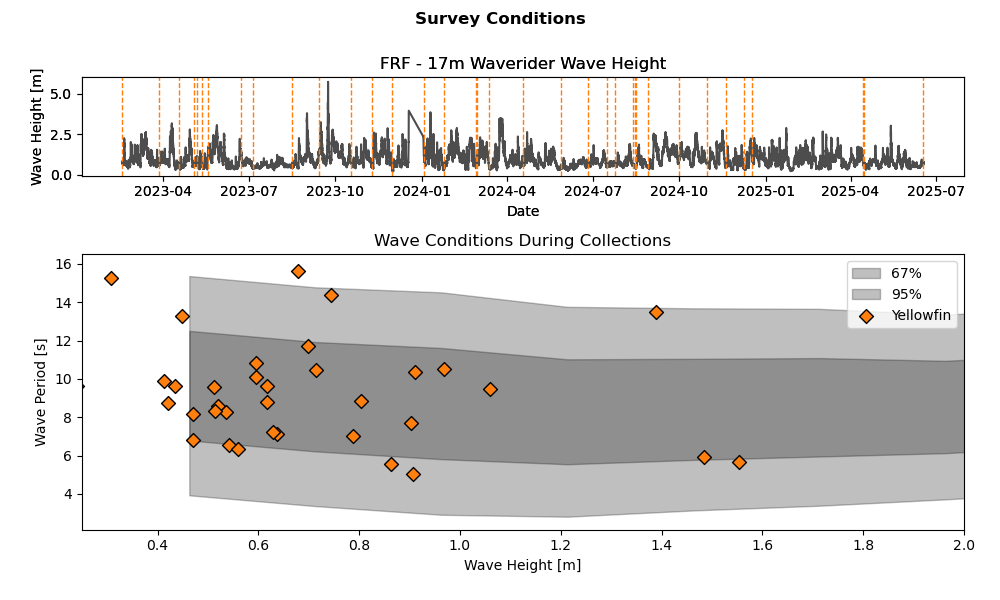 Survey Conditions
FRF - 17m Waverider Wave Height
Wave Height [m]
5.0
2.5
0.0
2023-04 2023-07 2023-10 2024-01 2024-04 2024-07 2024-10 2025-01 2025-04 2025-07
Date
Wave Conditions During Collections
Wave Period [s]
16
14
12
10
8
6
4
67%
95%
Yellowfin
0.4 0.6 0.8 1.0 1.2 1.4 1.6 1.8 2.0
Wave Height [m]